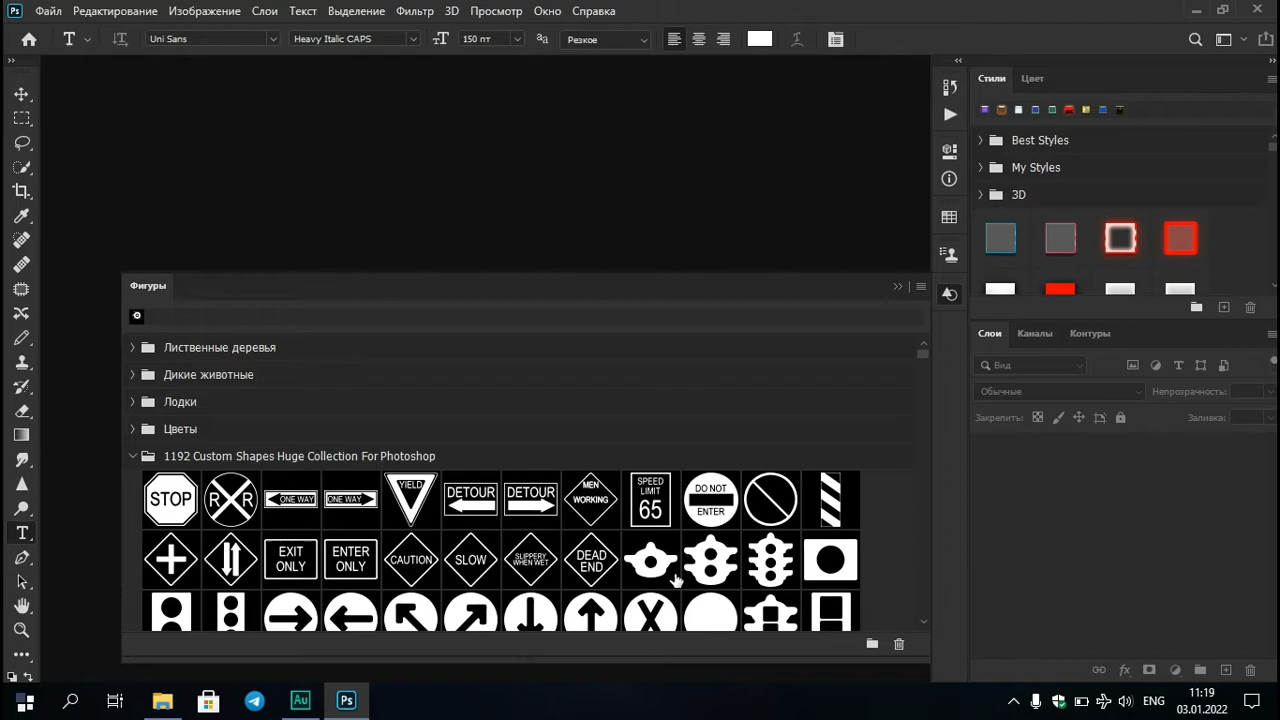 Ps Файл Редактирование Изображение Слои Текст Выделение Фильтр 3D Просмотр Окно Справка
T Uni Sans Heavy Italic CAPS 150 пт Резкое
Стили Цвет
Best Styles
My Styles
3D
Фигуры
Лиственные деревья
Дикие животные
Лодки
Цветы
1192 Custom Shapes Huge Collection For Photoshop
STOP R R ONE WAY ONE WAY YIELD DETOUR DETOUR MEN WORKING SPEED LIMIT 65 DO NOT ENTER
EXIT ONLY ENTER ONLY CAUTION SLOW SLIPPERY WHEN WET DEAD END
X
Слои Каналы Контуры
Вид
Обычные Непрозрачность:
Закрепить: Заливка:
fx
Au Ps ENG 11:19
03.01.2022